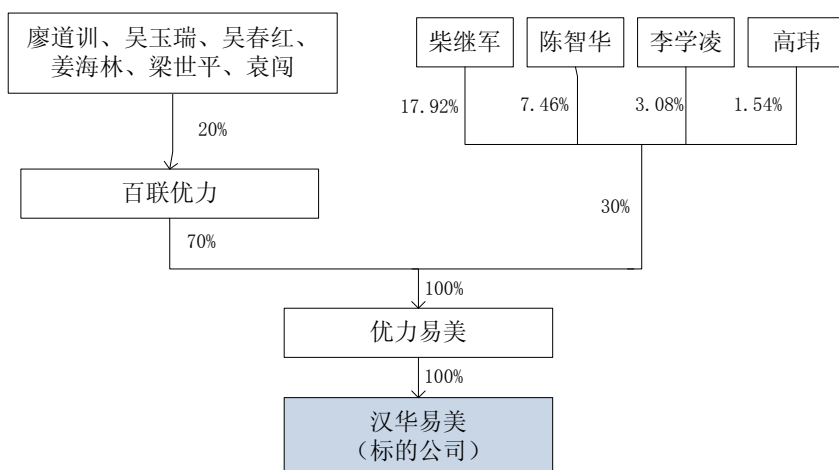 廖道训、吴玉瑞、吴春红、
姜海林、梁世平、袁闯
柴继军
陈智华
李学凌
高玮
17.92%
7.46%
3.08%
1.54%
20%
百联优力
30%
70%
100%
优力易美
100%
汉华易美
（标的公司）